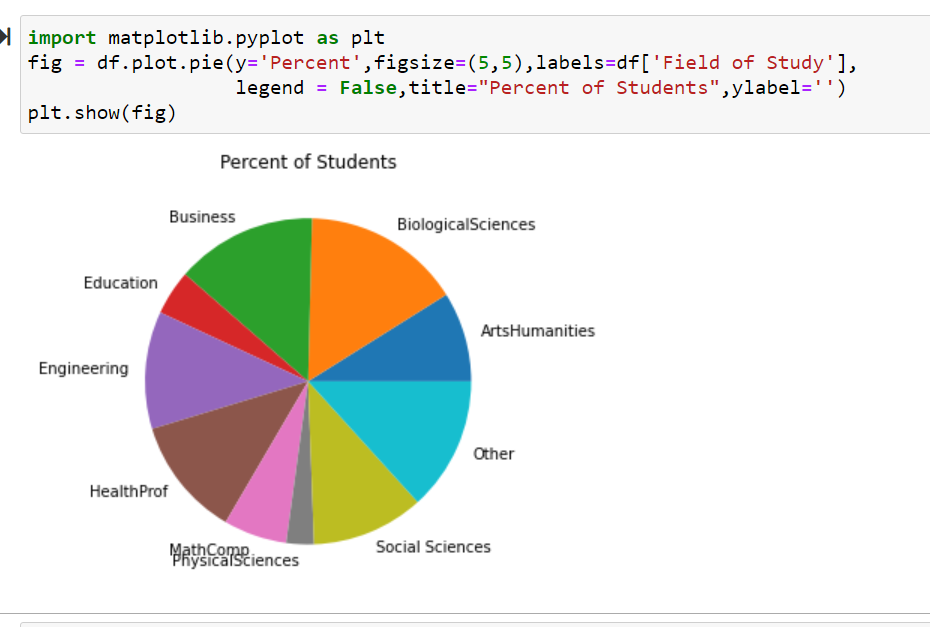 import matplotlib.pyplot as plt
fig = df.plot.pie(y='Percent',figsize=(5,5),labels=df['Field of Study'],
legend = False,title="Percent of Students",ylabel='')
plt.show(fig)
Percent of Students
Business
BiologicalSciences
Education
ArtsHumanities
Engineering
Other
HealthProf
MathComp
PhysicalSciences
Social Sciences